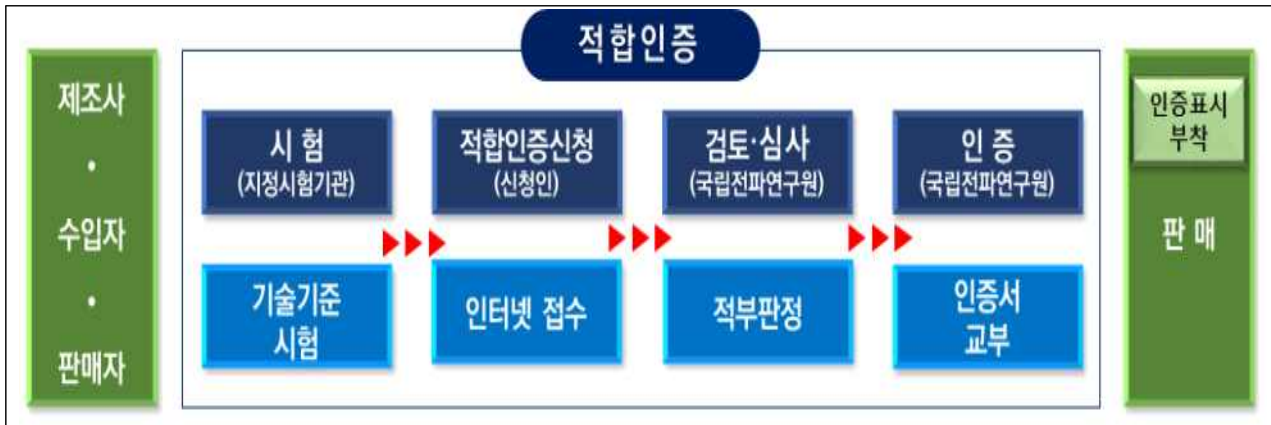 적합인증
제조사
·
수입자
·
판매자
시 험
(지정시험기관)
적합인증신청
(신청인)
검토·심사
(국립전파연구원)
인 증
(국립전파연구원)
기술기준
시험
인터넷 접수
적부판정
인증서
교부
인증표시
부착
판 매